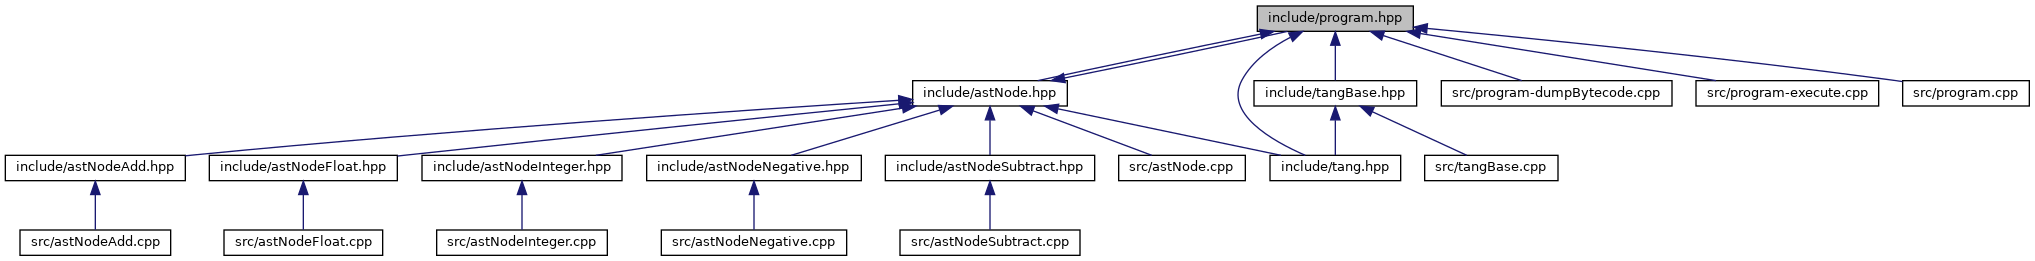 include/program.hpp
include/astNode.hpp
include/tangBase.hpp
src/program-dumpBytecode.cpp
src/program-execute.cpp
src/program.cpp
include/astNodeAdd.hpp
include/astNodeFloat.hpp
include/astNodeInteger.hpp
include/astNodeNegative.hpp
include/astNodeSubtract.hpp
src/astNode.cpp
include/tang.hpp
src/tangBase.cpp
src/astNodeAdd.cpp
src/astNodeFloat.cpp
src/astNodeInteger.cpp
src/astNodeNegative.cpp
src/astNodeSubtract.cpp